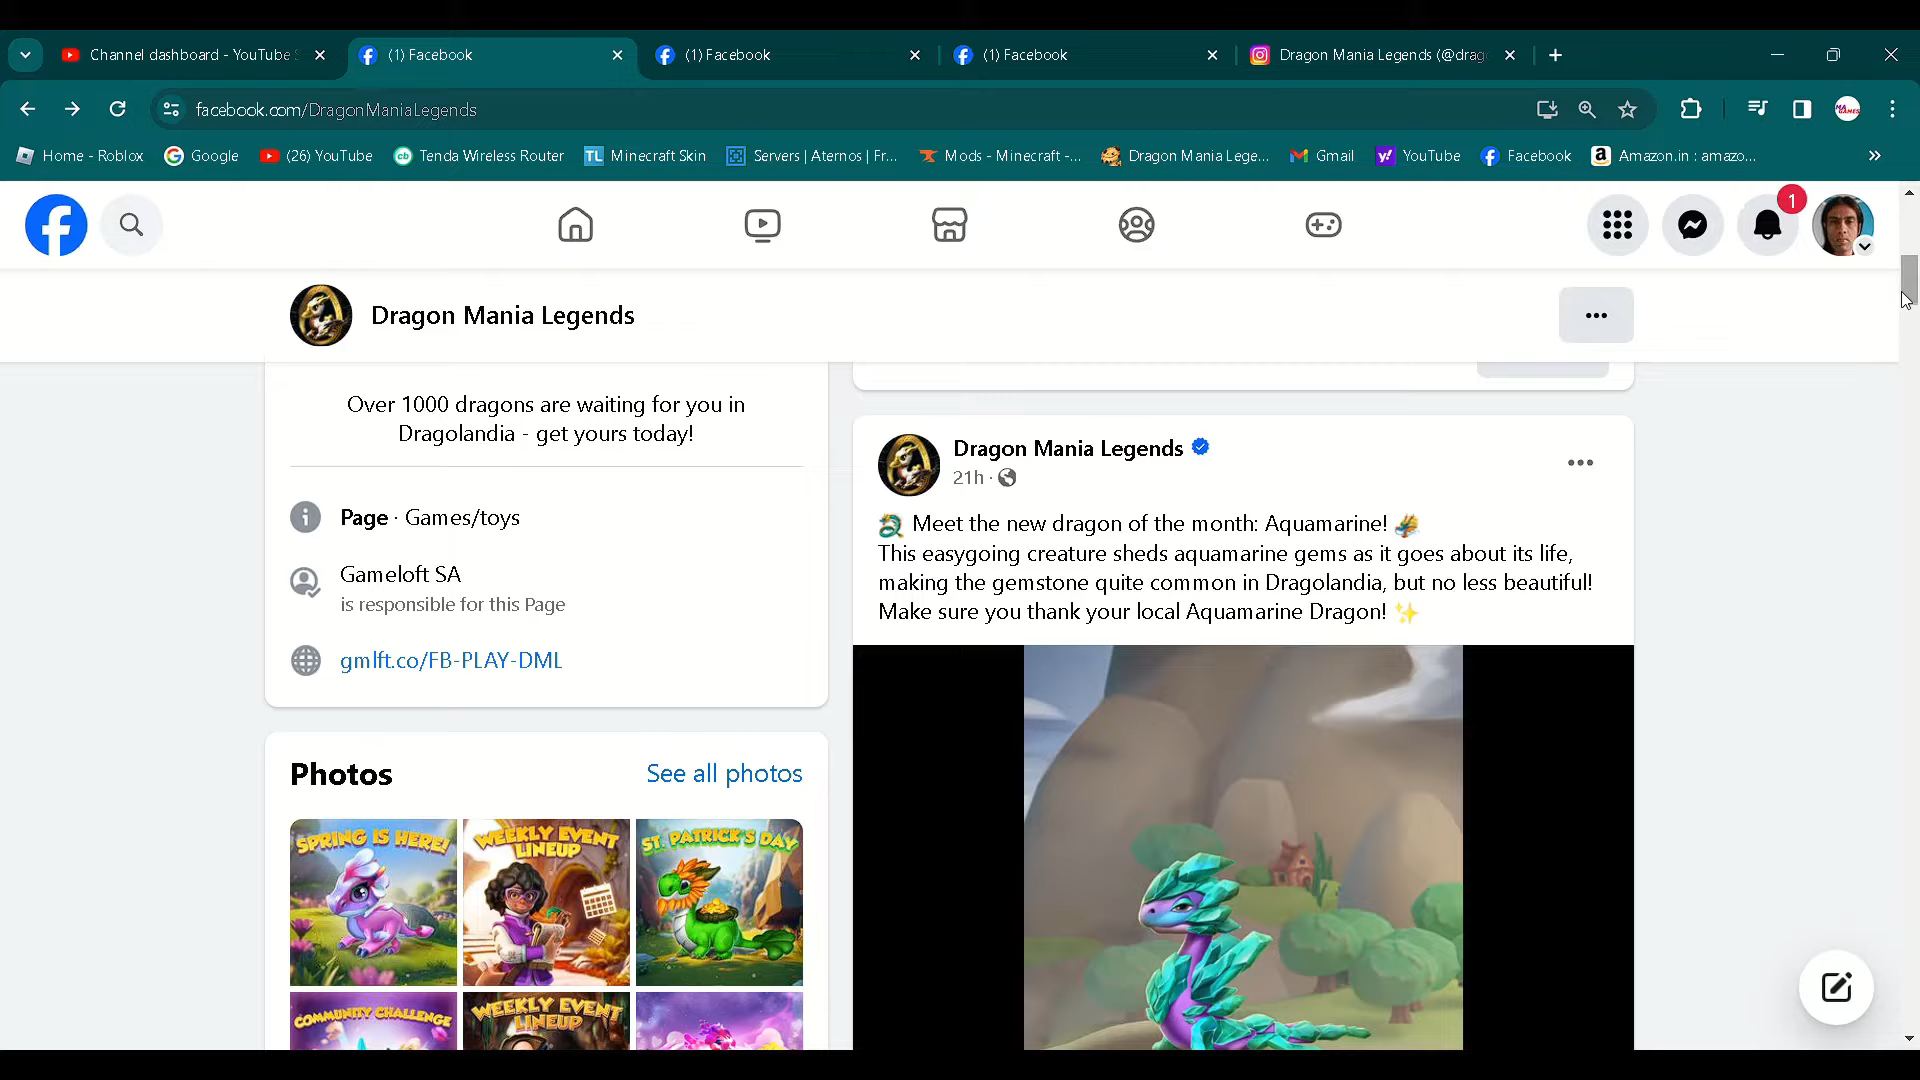 Channel dashboard - YouTube S
(1) Facebook
(1) Facebook
(1) Facebook
Dragon Mania Legends (@drag
facebook.com/DragonManiaLegends
Home - Roblox
Google
(26) YouTube
Tenda Wireless Router
TL
Minecraft Skin
Servers | Aternos | Fr...
Mods - Minecraft -...
Dragon Mania Lege...
Gmail
YouTube
Facebook
Amazon.in : amazo...
1
Dragon Mania Legends
Over 1000 dragons are waiting for you in
Dragolandia - get yours today!
Page · Games/toys
Gameloft SA
is responsible for this Page
gmlft.co/FB-PLAY-DML
Photos
See all photos
SPRING IS HERE!
WEEKLY EVENT
LINEUP
ST. PATRICK'S DAY
COMMUNITY CHALLENGE
WEEKLY EVENT
LINEUP
Dragon Mania Legends
21h ·
Meet the new dragon of the month: Aquamarine!
This easygoing creature sheds aquamarine gems as it goes about its life,
making the gemstone quite common in Dragolandia, but no less beautiful!
Make sure you thank your local Aquamarine Dragon!